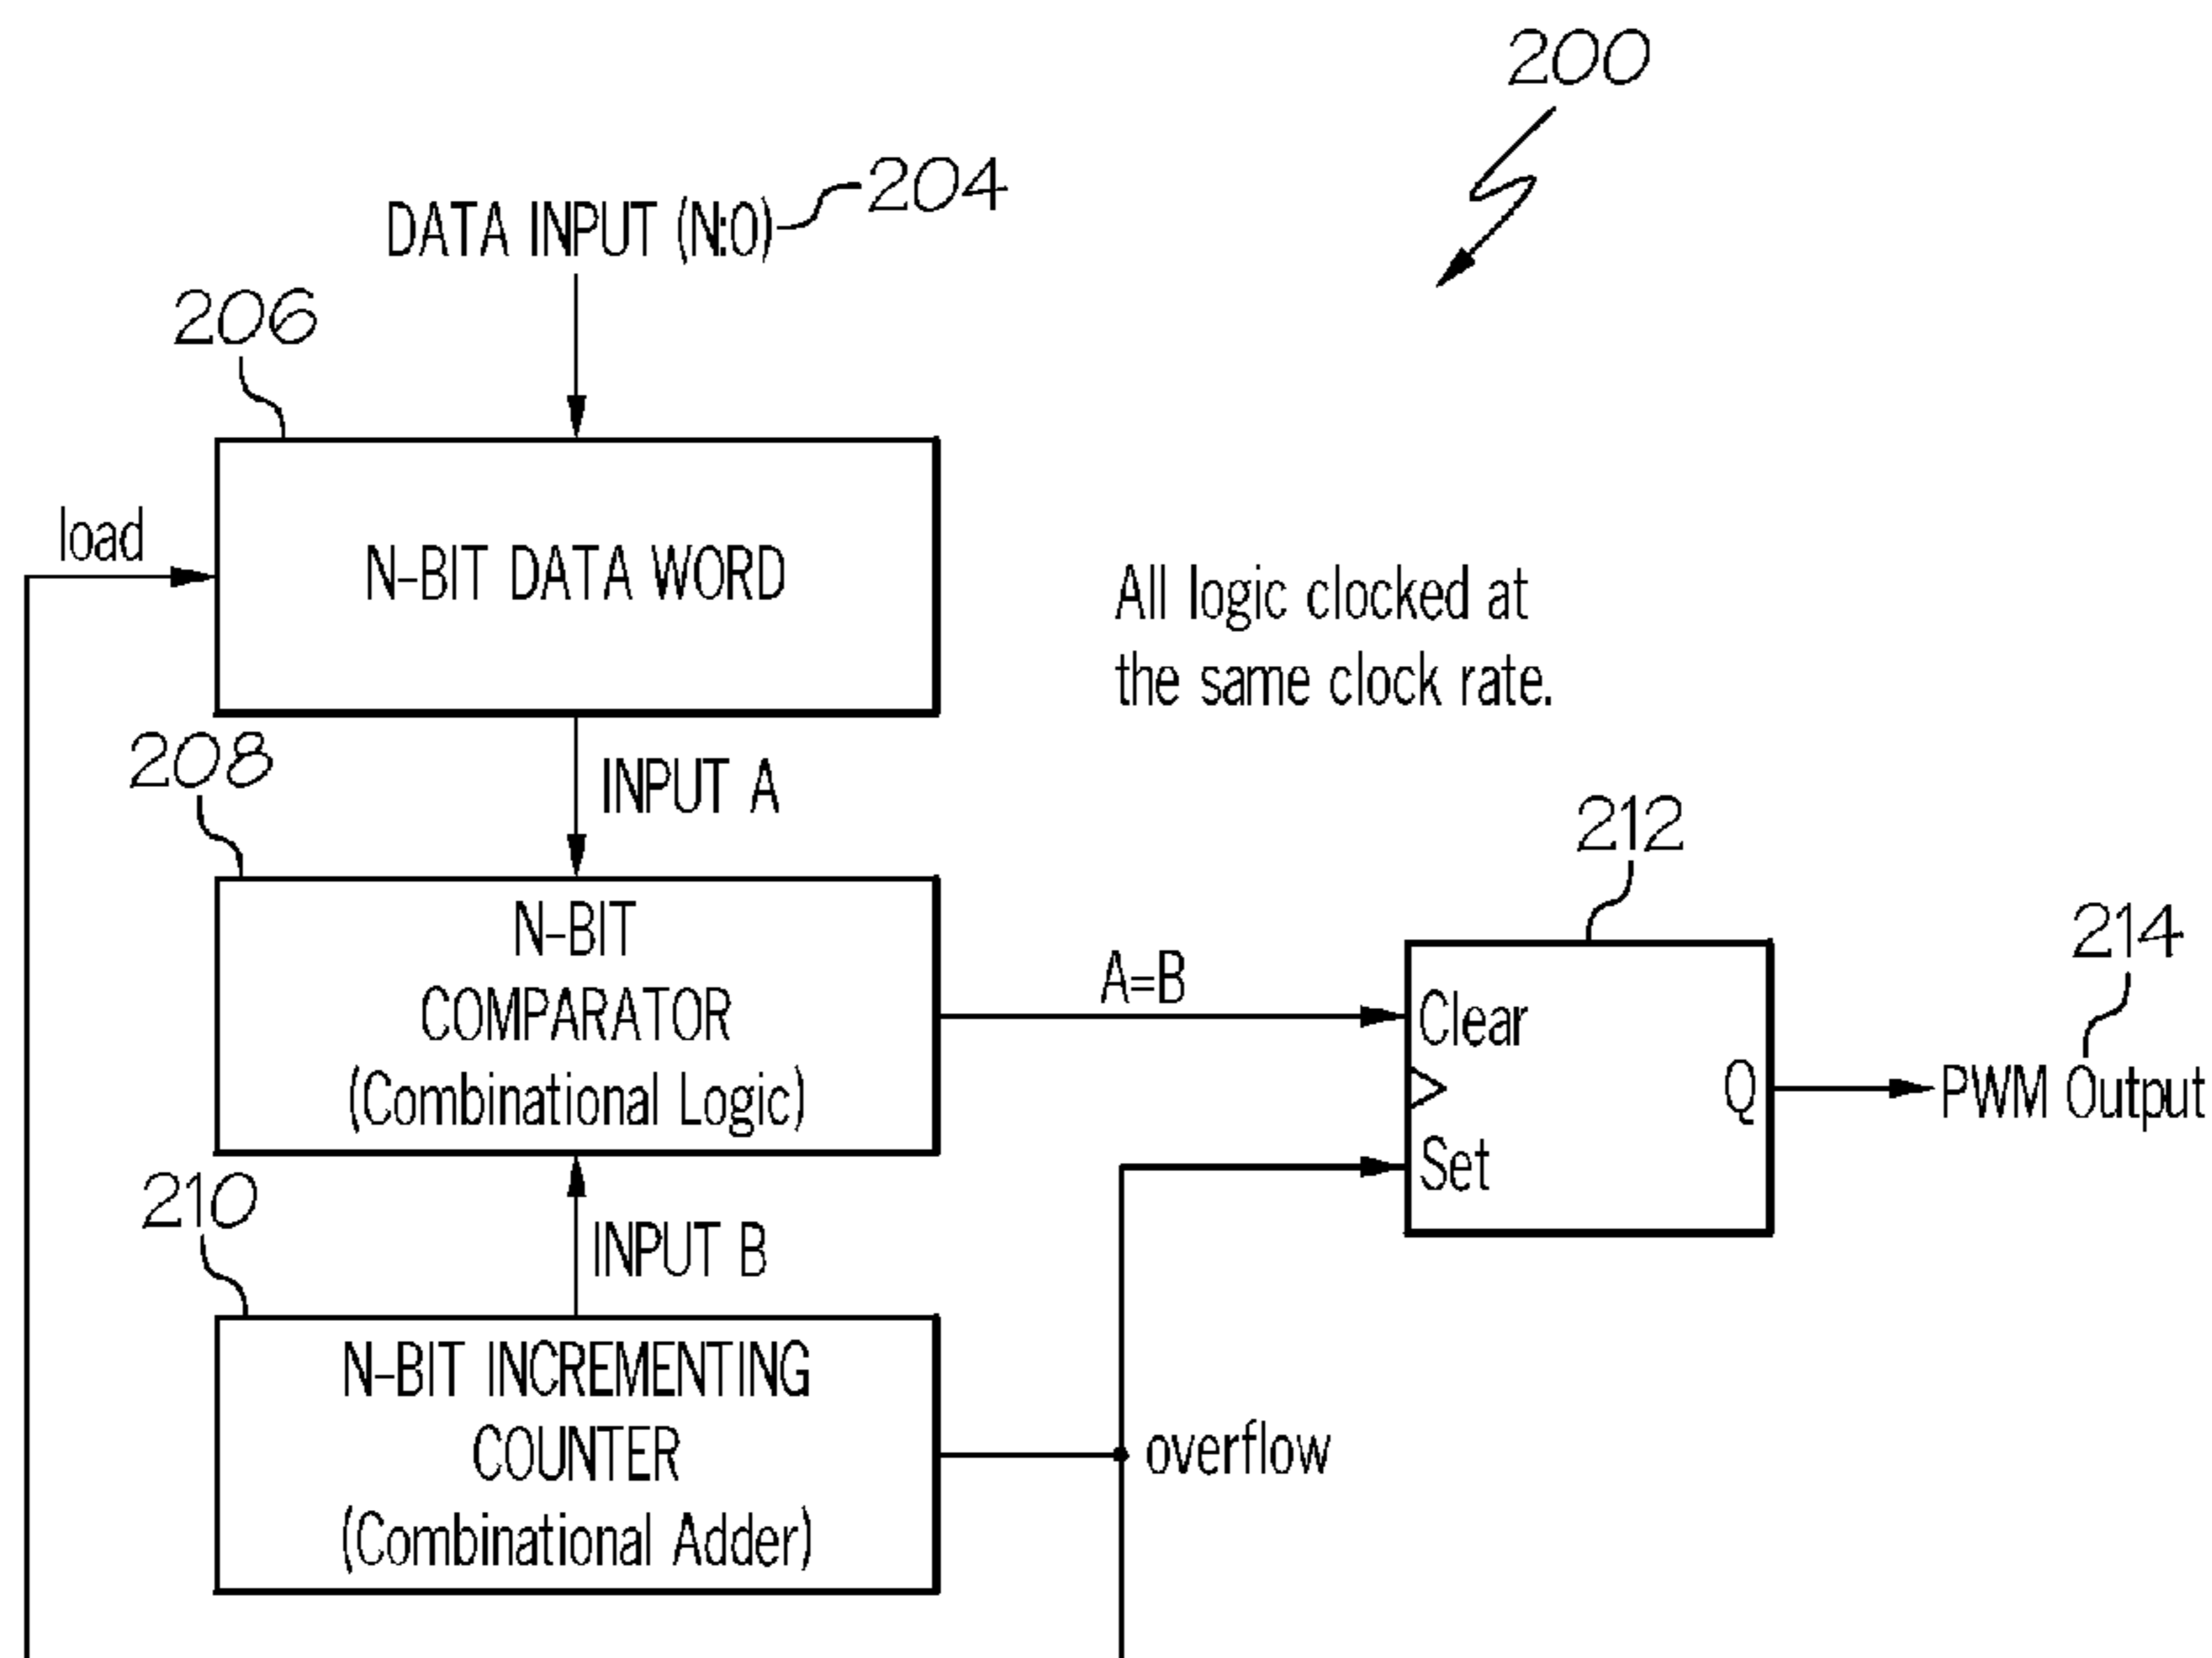 200
DATA INPUT (N:0)
204
206
load
N-BIT DATA WORD
All logic clocked at
the same clock rate.
208
INPUT A
N-BIT
COMPARATOR
(Combinational Logic)
A=B
212
Clear
Set
Q
214
PWM Output
210
INPUT B
N-BIT INCREMENTING
COUNTER
(Combinational Adder)
overflow